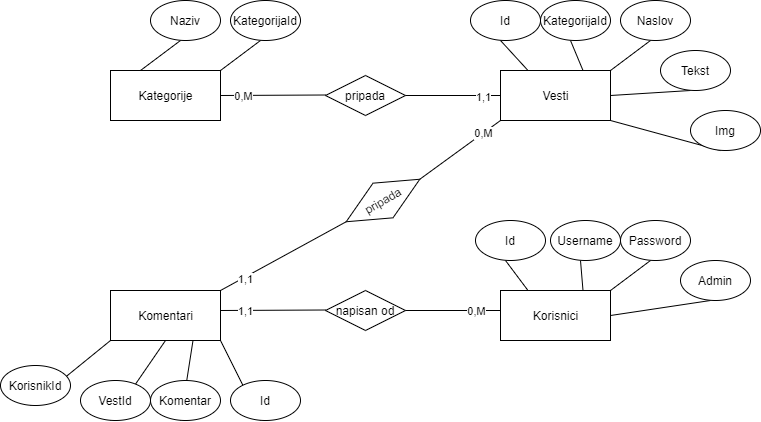 Naziv
KategorijaId
Id
KategorijaId
Naslov
Tekst
Kategorije
0,M
pripada
1,1
Vesti
Img
0,M
pripada
Id
Username
Password
1,1
Admin
Komentari
1,1
napisan od
0,M
Korisnici
KorisnikId
VestId
Komentar
Id